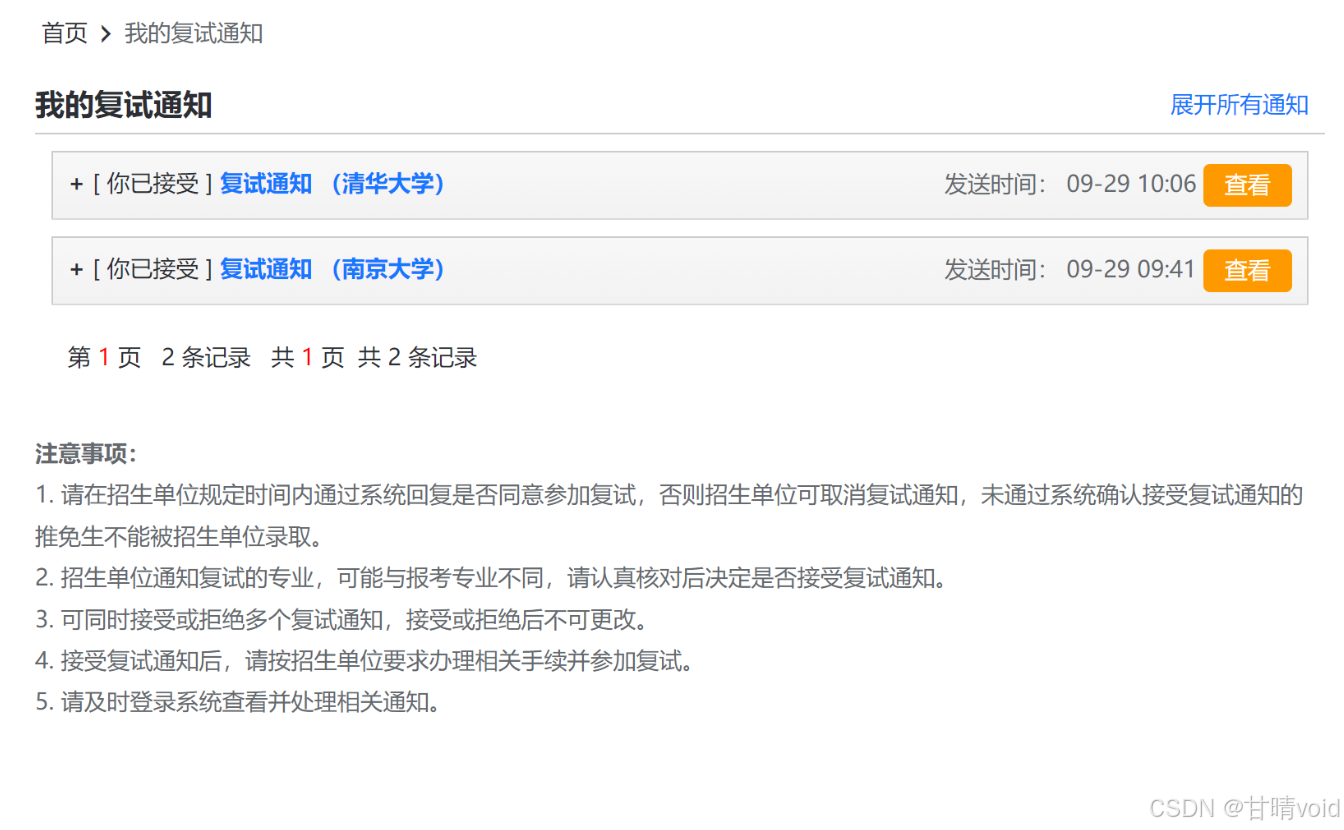 首页 > 我的复试通知
我的复试通知 展开所有通知
+ [ 你已接受 ] 复试通知 （清华大学） 发送时间： 09-29 10:06 查看
+ [ 你已接受 ] 复试通知 （南京大学） 发送时间： 09-29 09:41 查看
第 1 页 2 条记录 共 1 页 共 2 条记录
注意事项：
1. 请在招生单位规定时间内通过系统回复是否同意参加复试，否则招生单位可取消复试通知，未通过系统确认接受复试通知的
推免生不能被招生单位录取。
2. 招生单位通知复试的专业，可能与报考专业不同，请认真核对后决定是否接受复试通知。
3. 可同时接受或拒绝多个复试通知，接受或拒绝后不可更改。
4. 接受复试通知后，请按招生单位要求办理相关手续并参加复试。
5. 请及时登录系统查看并处理相关通知。
CSDN @甘晴void